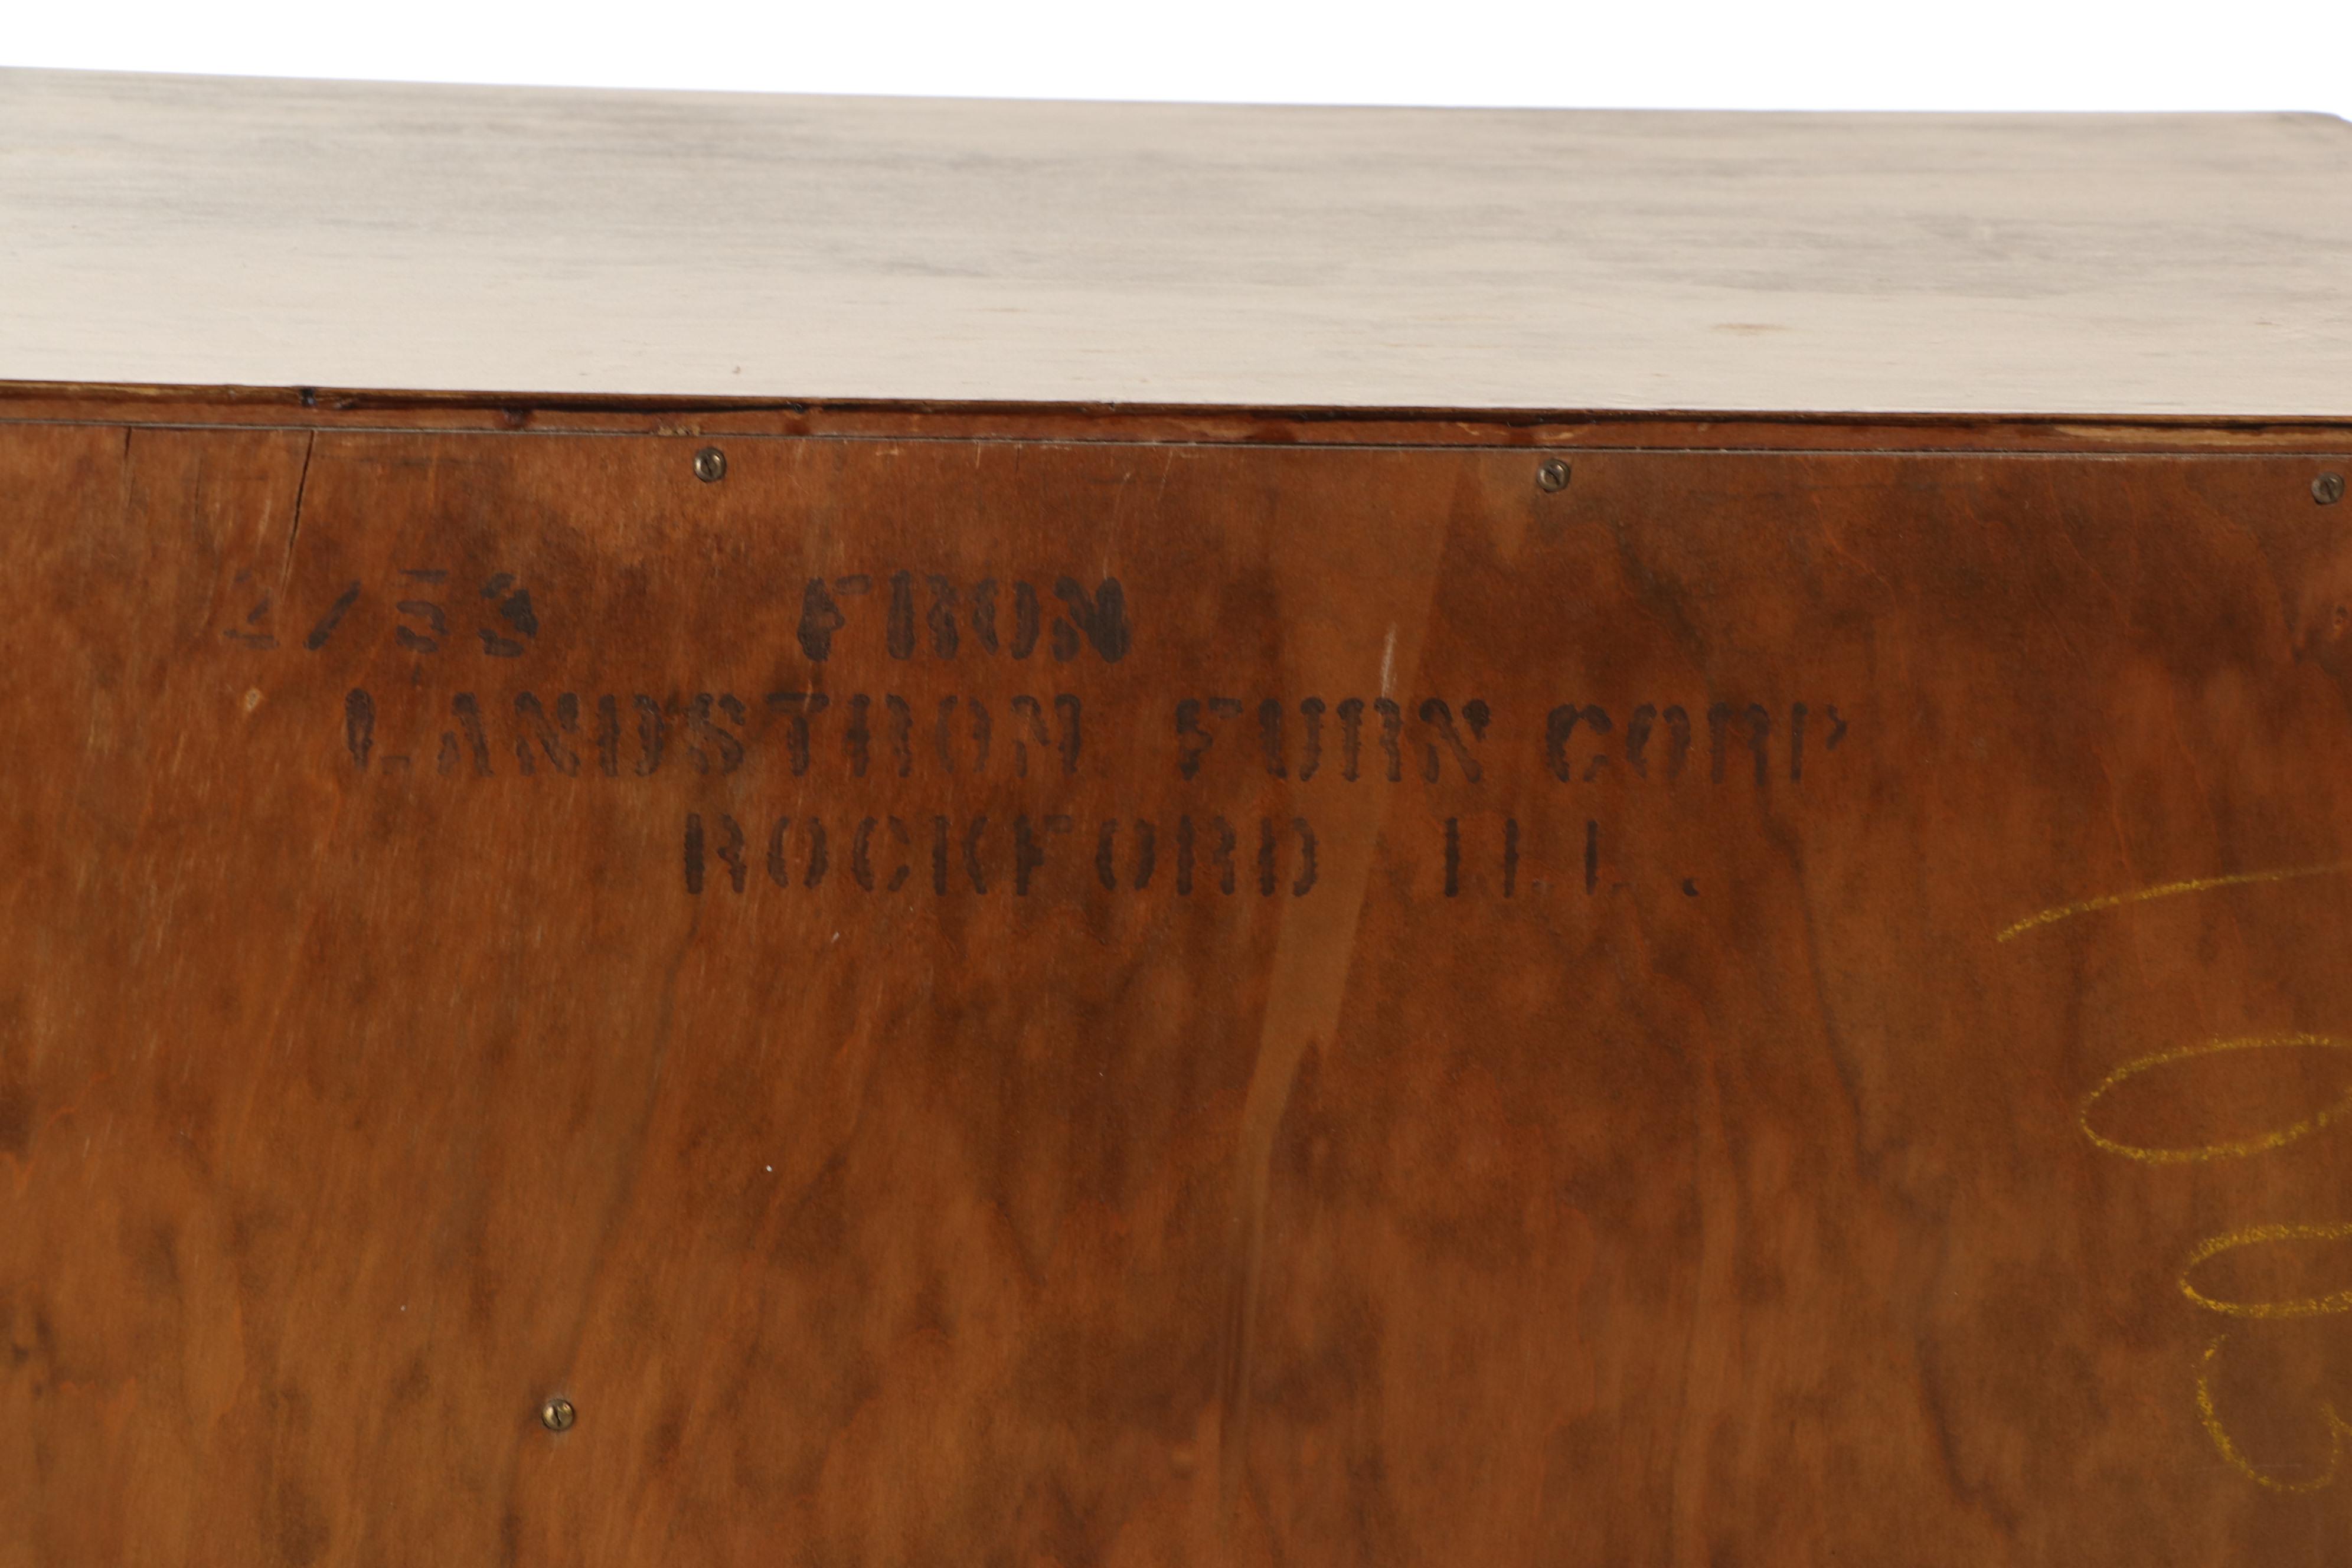 2/53 FROM
LANDSTROM FURN CORP
ROCKFORD ILL.